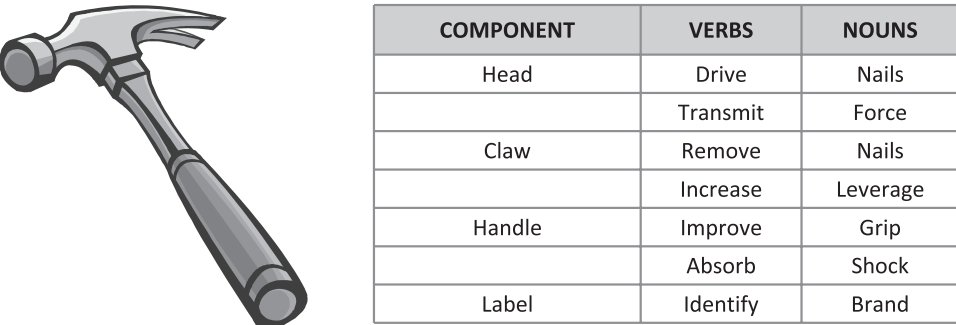 COMPONENT VERBS NOUNS
Head Drive Nails
Transmit Force
Claw Remove Nails
Increase Leverage
Handle Improve Grip
Absorb Shock
Label Identify Brand